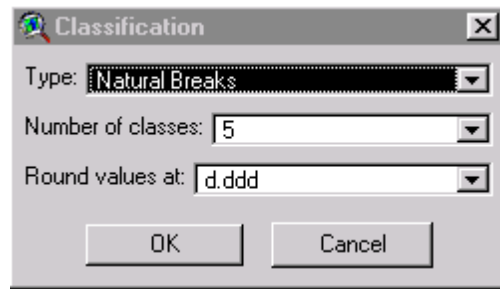 Classification
Type: Natural Breaks
Number of classes: 5
Round values at: d.ddd
OK Cancel